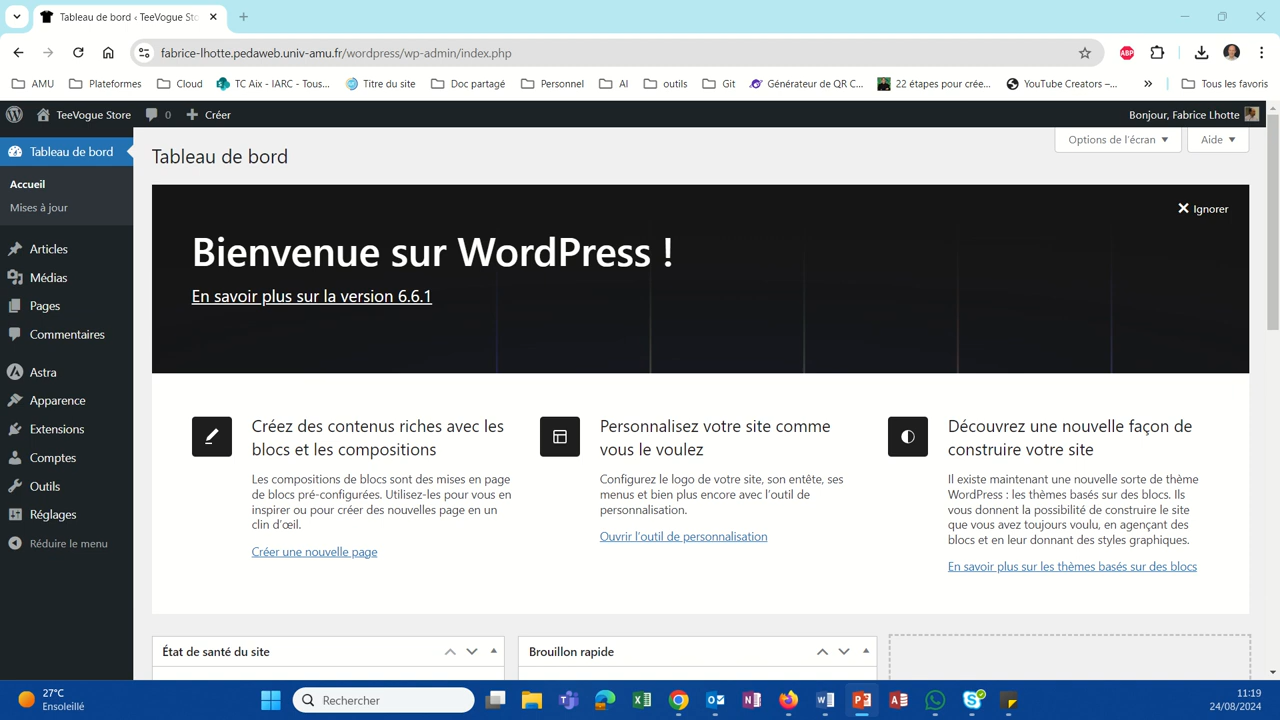 Tableau de bord ‹ TeeVogue Sto
fabrice-lhotte.pedaweb.univ-amu.fr/wordpress/wp-admin/index.php
ABP
AMU
Plateformes
Cloud
TC Aix - IARC - Tous...
Titre du site
Doc partagé
Personnel
AI
outils
Git
Générateur de QR C...
22 étapes pour crée...
YouTube Creators –...
»
Tous les favoris
TeeVogue Store
0
Créer
Bonjour, Fabrice Lhotte
Tableau de bord
Accueil
Mises à jour
Articles
Médias
Pages
Commentaires
Astra
Apparence
Extensions
Comptes
Outils
Réglages
Réduire le menu
Tableau de bord
Options de l'écran
Aide
Ignorer
Bienvenue sur WordPress !
En savoir plus sur la version 6.6.1
Créez des contenus riches avec les
blocs et les compositions
Les compositions de blocs sont des mises en page
de blocs pré-configurées. Utilisez-les pour vous en
inspirer ou pour créer des nouvelles page en un
clin d'œil.
Créer une nouvelle page
Personnalisez votre site comme
vous le voulez
Configurez le logo de votre site, son entête, ses
menus et bien plus encore avec l'outil de
personnalisation.
Ouvrir l'outil de personnalisation
Découvrez une nouvelle façon de
construire votre site
Il existe maintenant une nouvelle sorte de thème
WordPress : les thèmes basés sur des blocs. Ils
vous donnent la possibilité de construire le site
que vous avez toujours voulu, en agençant des
blocs et en leur donnant des styles graphiques.
En savoir plus sur les thèmes basés sur des blocs
État de santé du site
Brouillon rapide
27°C
Ensoleillé
Rechercher
11:19
24/08/2024